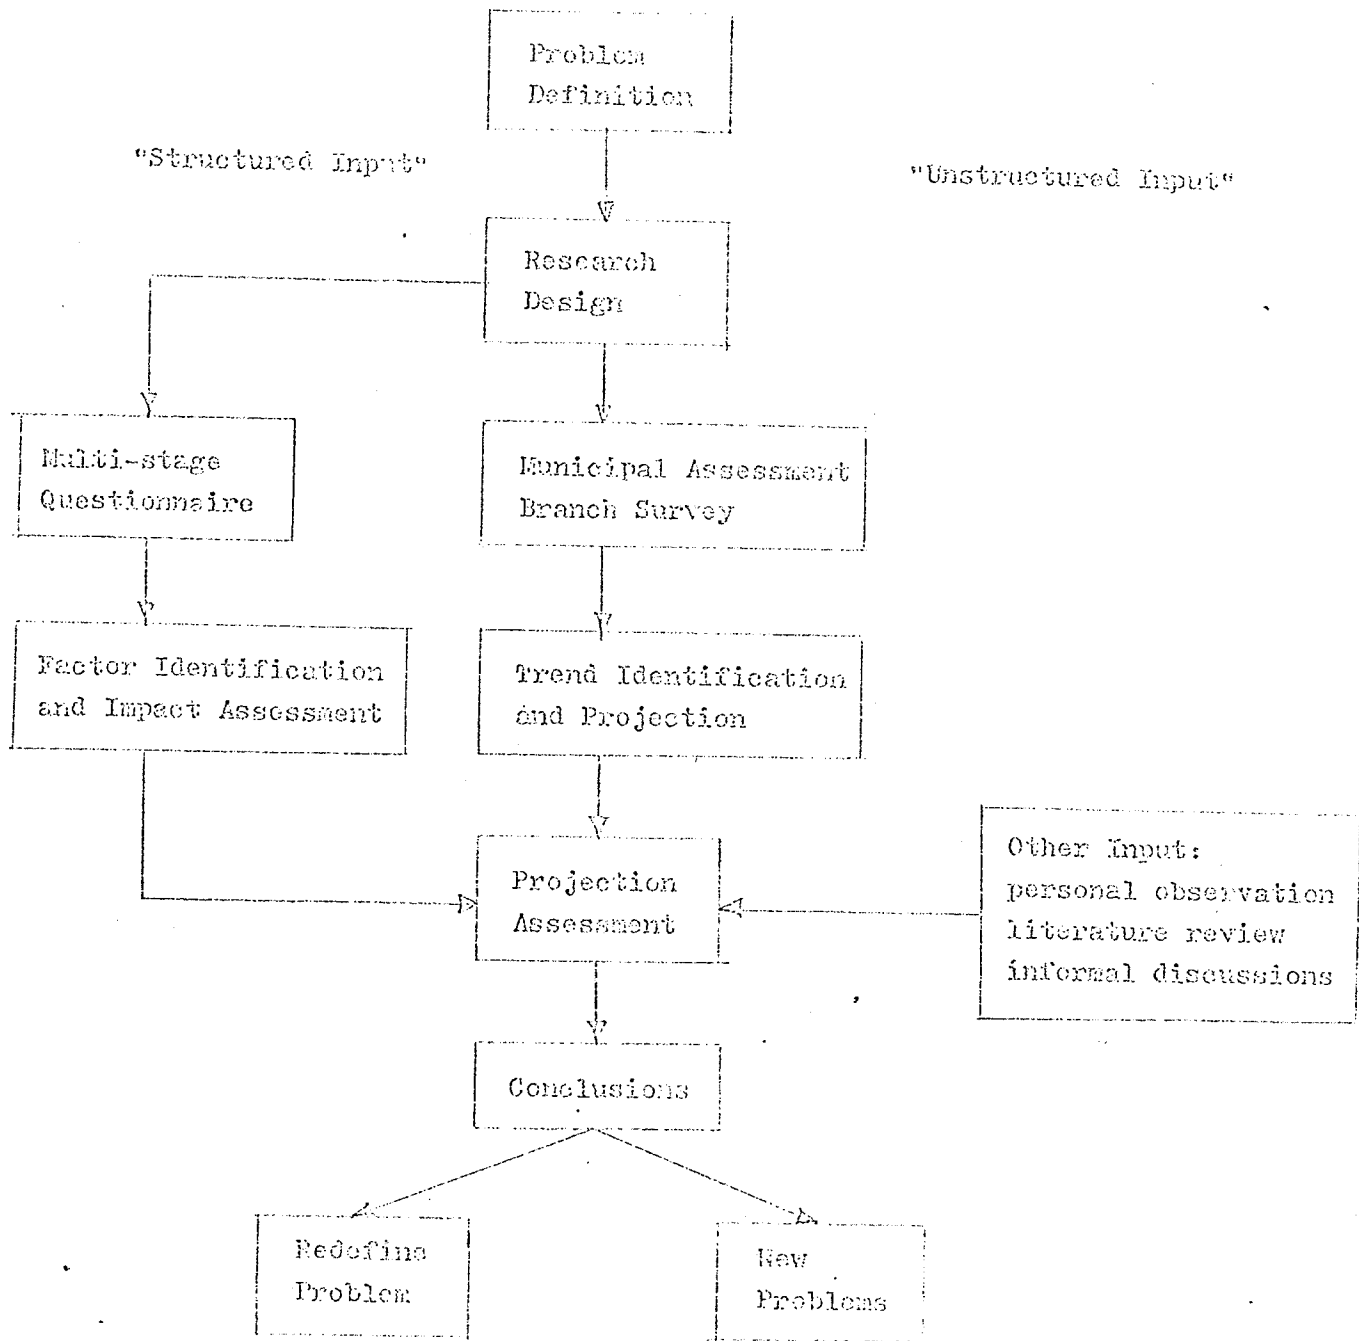 Problem
Definition
"Structured Input"
"Unstructured Input"
Research
Design
Multi-stage
Questionnaire
Municipal Assessment
Branch Survey
Factor Identification
and Impact Assessment
Trend Identification
and Projection
Other Input:
personal observation
literature review
informal discussions
Projection
Assessment
Conclusions
Redefine
Problem
New
Problems